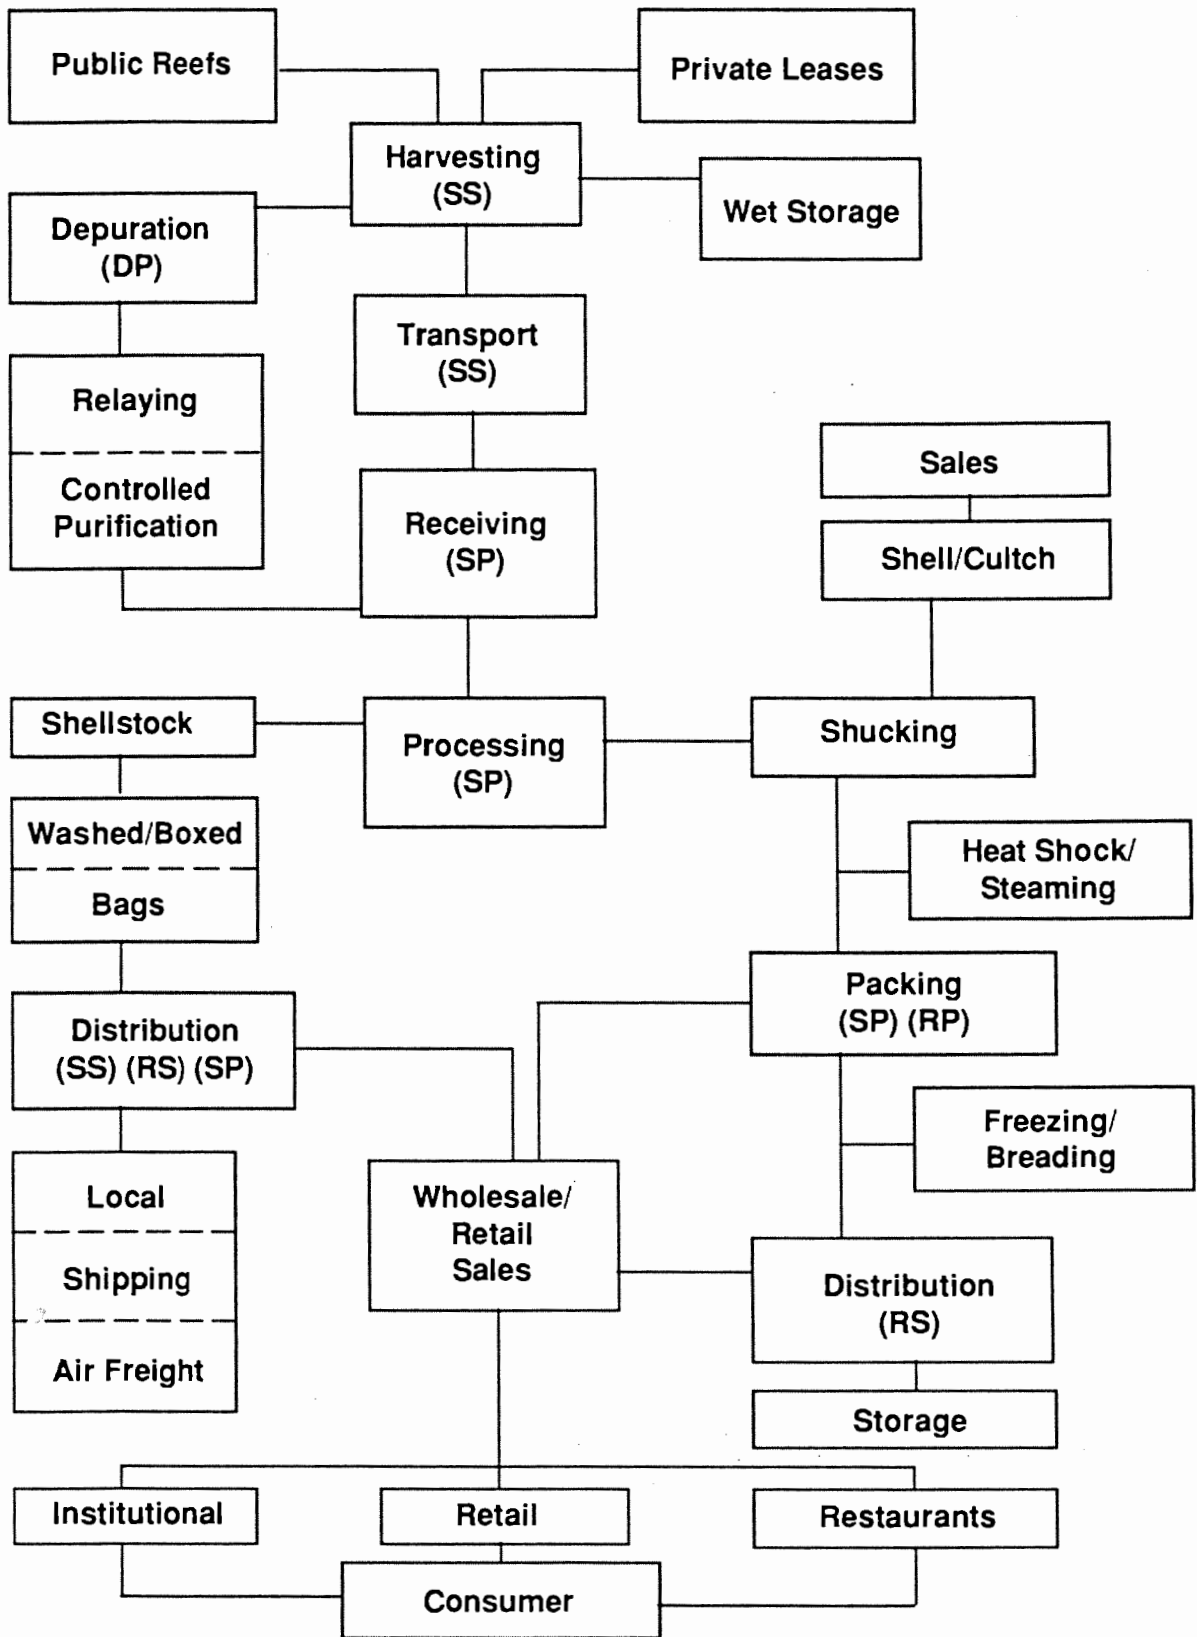 Public Reefs
Private Leases
Harvesting
(SS)
Wet Storage
Depuration
(DP)
Transport
(SS)
Relaying
Controlled
Purification
Receiving
(SP)
Sales
Shell/Cultch
Shellstock
Processing
(SP)
Shucking
Washed/Boxed
Bags
Heat Shock/
Steaming
Packing
(SP) (RP)
Distribution
(SS) (RS) (SP)
Freezing/
Breading
Local
Shipping
Air Freight
Wholesale/
Retail
Sales
Distribution
(RS)
Storage
Institutional
Retail
Restaurants
Consumer